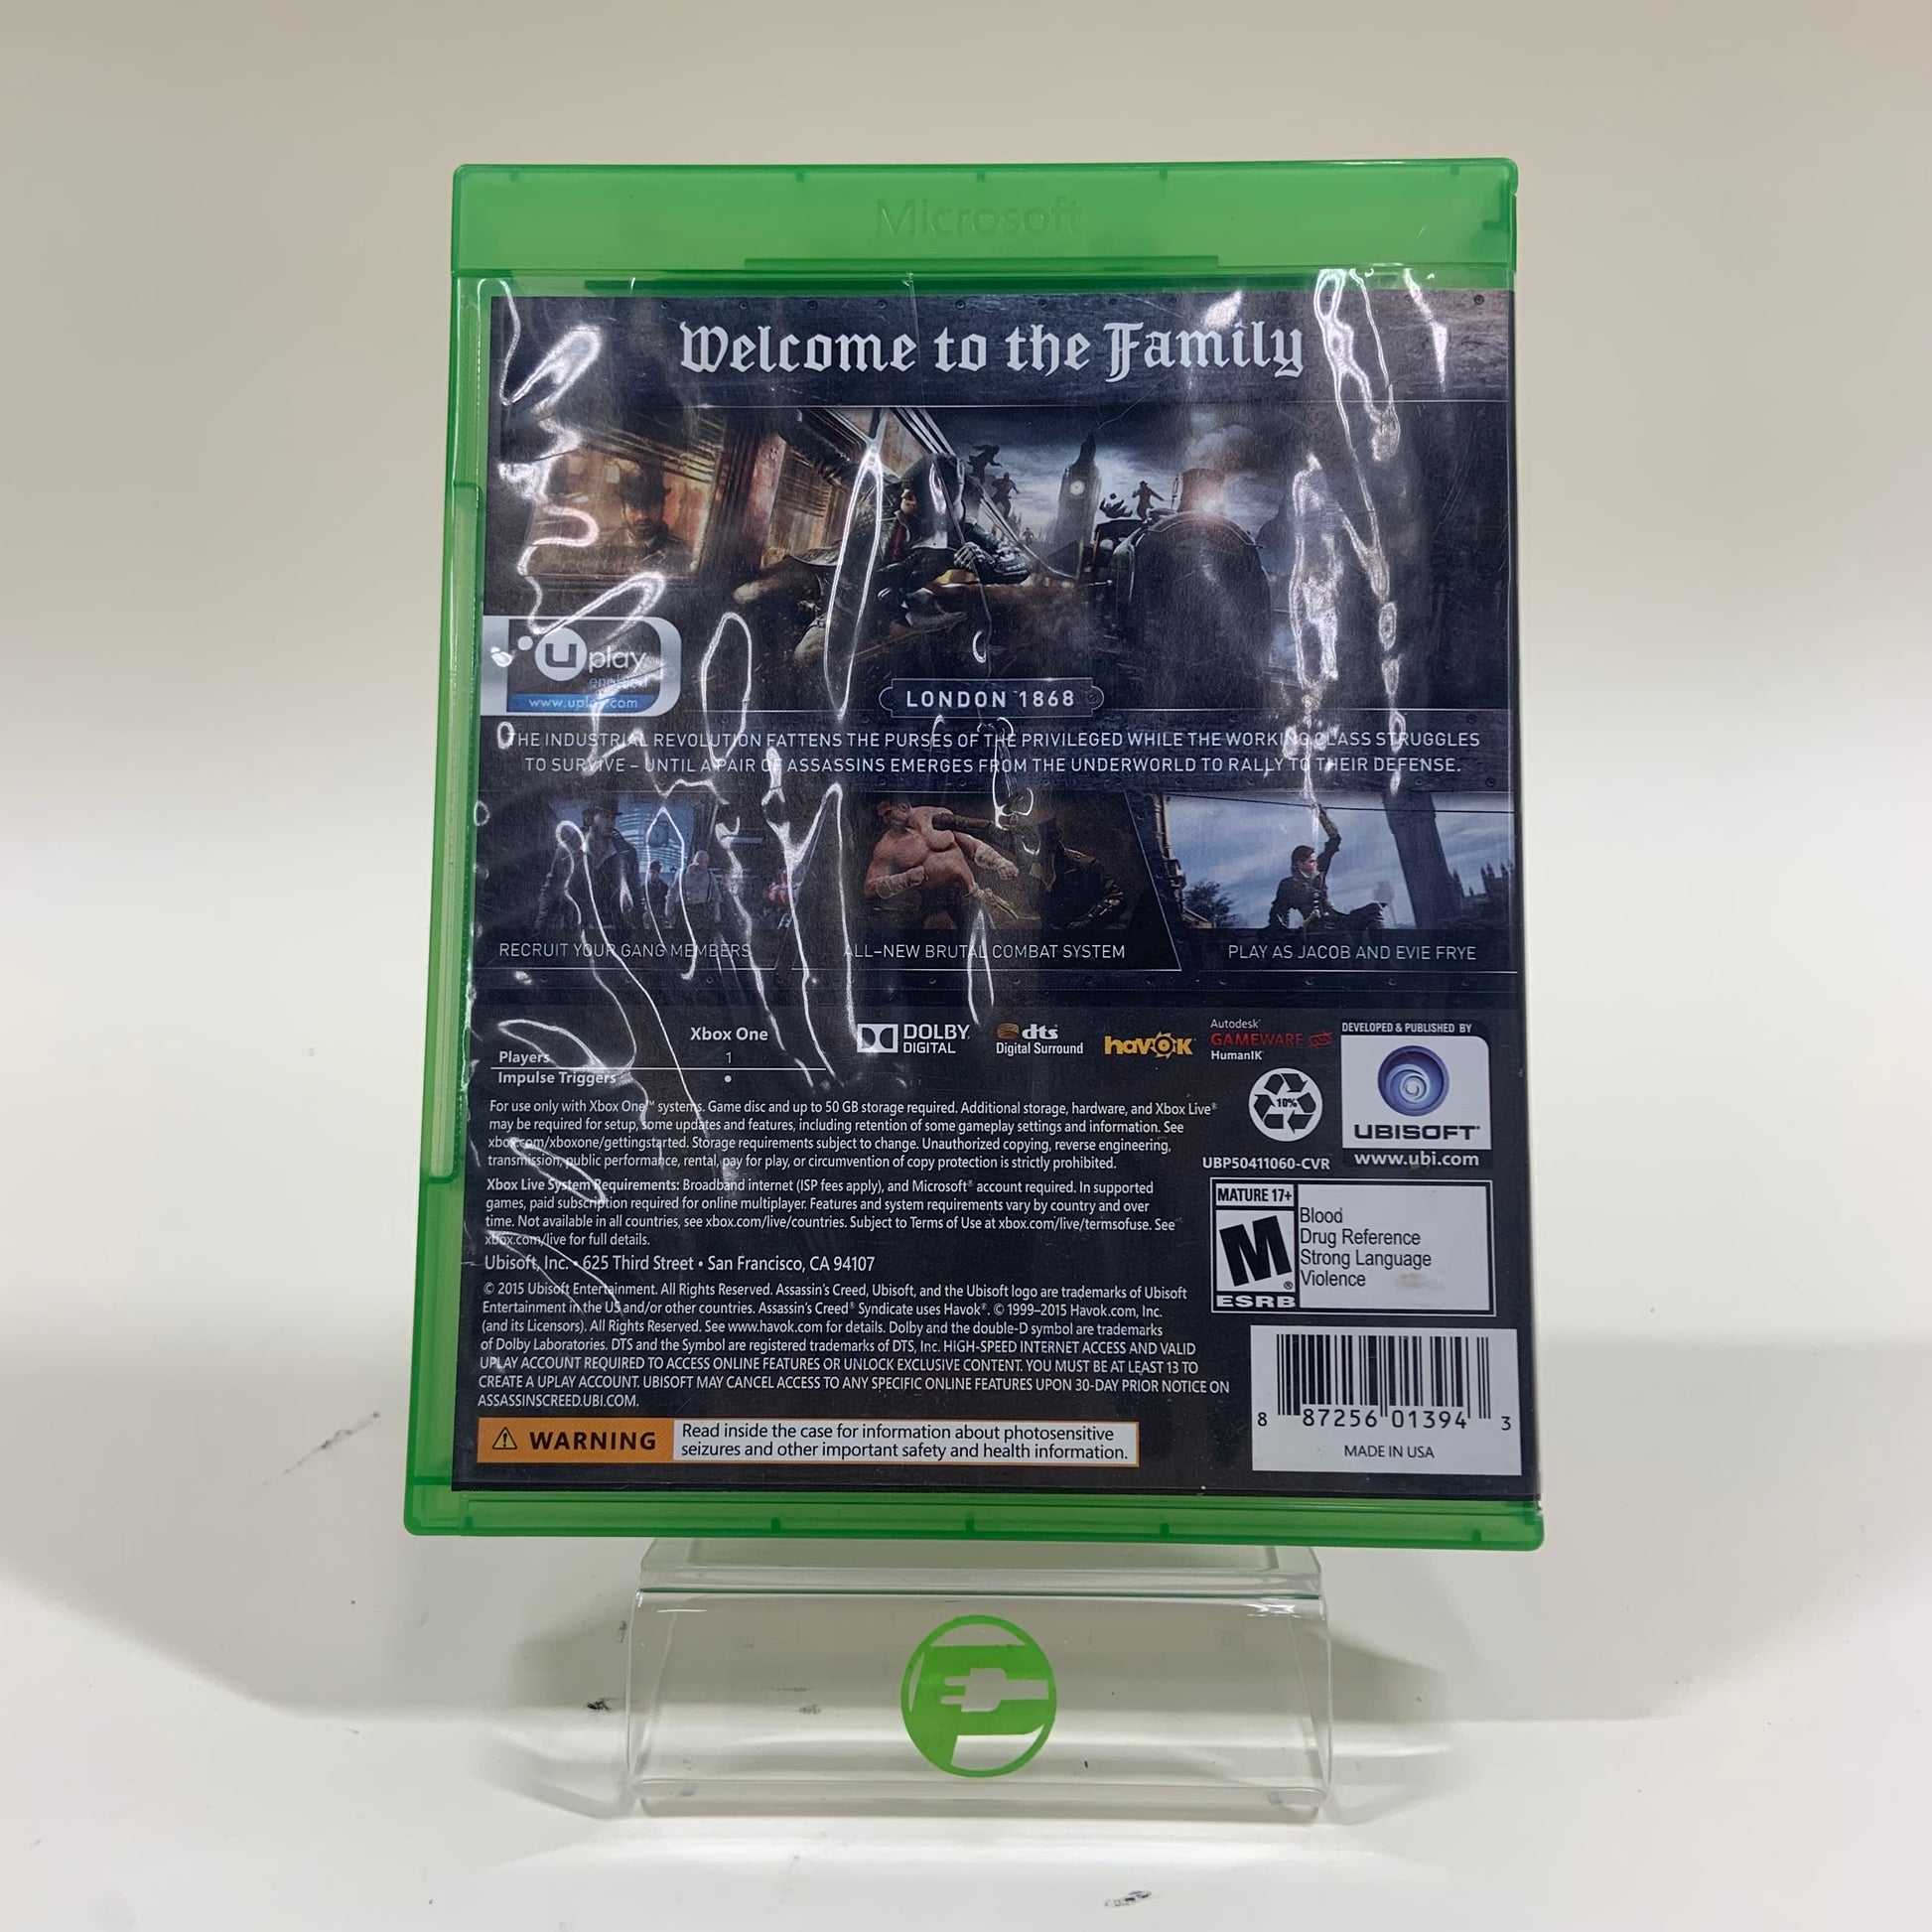 Microsoft
Welcome to the Family
uplay
enabled
www.uplay.com
LONDON 1868
THE INDUSTRIAL REVOLUTION FATTENS THE PURSES OF THE PRIVILEGED WHILE THE WORKING CLASS STRUGGLES
TO SURVIVE – UNTIL A PAIR OF ASSASSINS EMERGES FROM THE UNDERWORLD TO RALLY TO THEIR DEFENSE.
RECRUIT YOUR GANG MEMBERS
ALL-NEW BRUTAL COMBAT SYSTEM
PLAY AS JACOB AND EVIE FRYE
Xbox One
Players 1
Impulse Triggers •
DOLBY
DIGITAL
dts
Digital Surround
havok
Autodesk
GAMEWARE
HumanIK
DEVELOPED & PUBLISHED BY
UBISOFT
www.ubi.com
10%
UBP50411060-CVR
For use only with Xbox One™ systems. Game disc and up to 50 GB storage required. Additional storage, hardware, and Xbox Live®
may be required for setup, some updates and features, including retention of some gameplay settings and information. See
xbox.com/xboxone/gettingstarted. Storage requirements subject to change. Unauthorized copying, reverse engineering,
transmission, public performance, rental, pay for play, or circumvention of copy protection is strictly prohibited.
Xbox Live System Requirements: Broadband internet (ISP fees apply), and Microsoft® account required. In supported
games, paid subscription required for online multiplayer. Features and system requirements vary by country and over
time. Not available in all countries, see xbox.com/live/countries. Subject to Terms of Use at xbox.com/live/termsofuse. See
xbox.com/live for full details.
Ubisoft, Inc. • 625 Third Street • San Francisco, CA 94107
© 2015 Ubisoft Entertainment. All Rights Reserved. Assassin's Creed, Ubisoft, and the Ubisoft logo are trademarks of Ubisoft
Entertainment in the US and/or other countries. Assassin's Creed® Syndicate uses Havok®. © 1999–2015 Havok.com, Inc.
(and its Licensors). All Rights Reserved. See www.havok.com for details. Dolby and the double-D symbol are trademarks
of Dolby Laboratories. DTS and the Symbol are registered trademarks of DTS, Inc. HIGH-SPEED INTERNET ACCESS AND VALID
UPLAY ACCOUNT REQUIRED TO ACCESS ONLINE FEATURES OR UNLOCK EXCLUSIVE CONTENT. YOU MUST BE AT LEAST 13 TO
CREATE A UPLAY ACCOUNT. UBISOFT MAY CANCEL ACCESS TO ANY SPECIFIC ONLINE FEATURES UPON 30-DAY PRIOR NOTICE ON
ASSASSINSCREED.UBI.COM.
MATURE 17+
M
ESRB
Blood
Drug Reference
Strong Language
Violence
WARNING
Read inside the case for information about photosensitive
seizures and other important safety and health information.
8 87256 01394 3
MADE IN USA